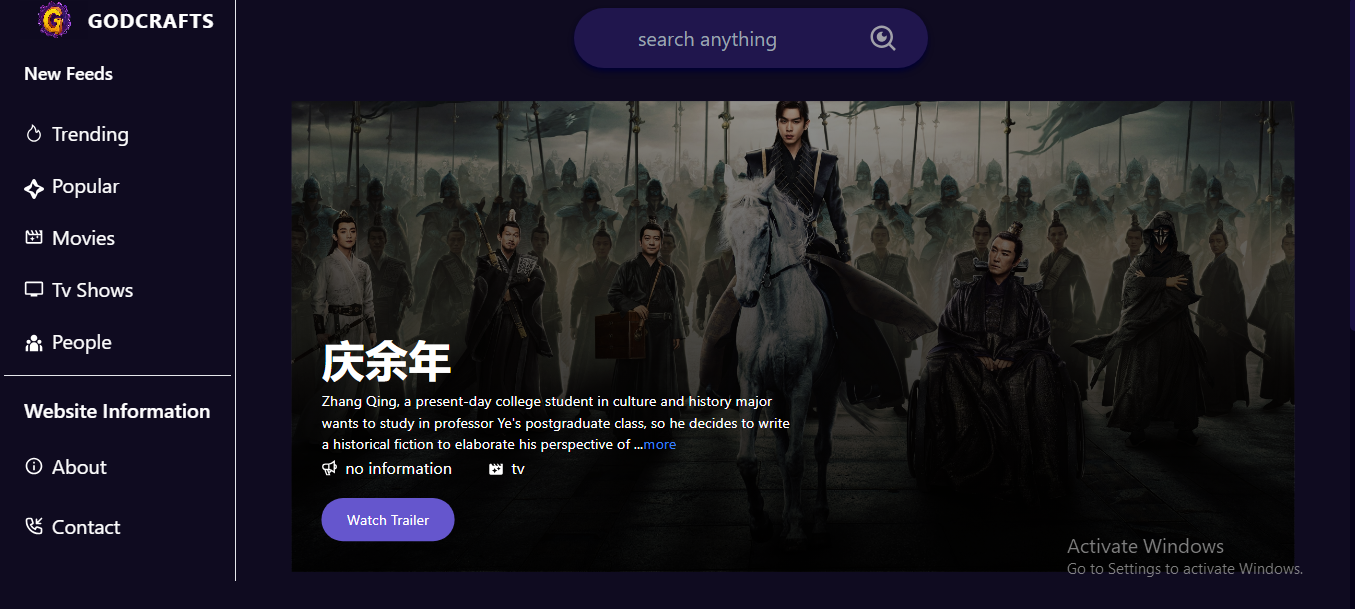 GODCRAFTS
New Feeds
Trending
Popular
Movies
Tv Shows
People
Website Information
About
Contact
search anything
庆余年
Zhang Qing, a present-day college student in culture and history major
wants to study in professor Ye's postgraduate class, so he decides to write
a historical fiction to elaborate his perspective of ...more
no information tv
Watch Trailer
Activate Windows
Go to Settings to activate Windows.